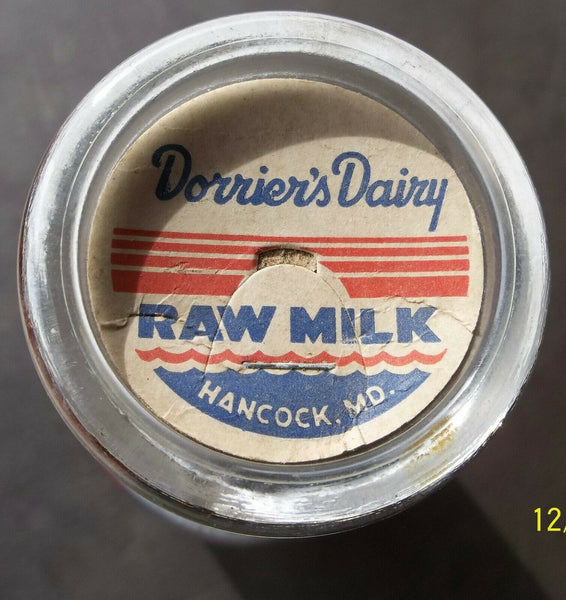 Dorrier's Dairy
RAW MILK
HANCOCK, MD.
12/